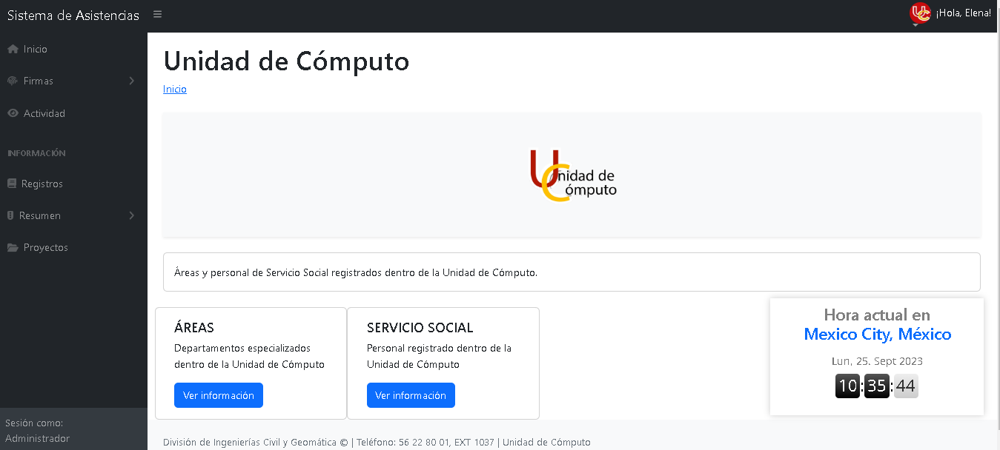 Sistema de Asistencias
¡Hola, Elena!
Inicio
Firmas
Actividad
INFORMACIÓN
Registros
Resumen
Proyectos
Sesión como:
Administrador
Unidad de Cómputo
Inicio
Unidad de
Cómputo
Áreas y personal de Servicio Social registrados dentro de la Unidad de Cómputo.
ÁREAS
Departamentos especializados
dentro de la Unidad de Cómputo
Ver información
SERVICIO SOCIAL
Personal registrado dentro de la
Unidad de Cómputo
Ver información
Hora actual en
Mexico City, México
Lun, 25. Sept 2023
10:35:44
División de Ingenierías Civil y Geomática © | Teléfono: 56 22 80 01, EXT 1037 | Unidad de Cómputo